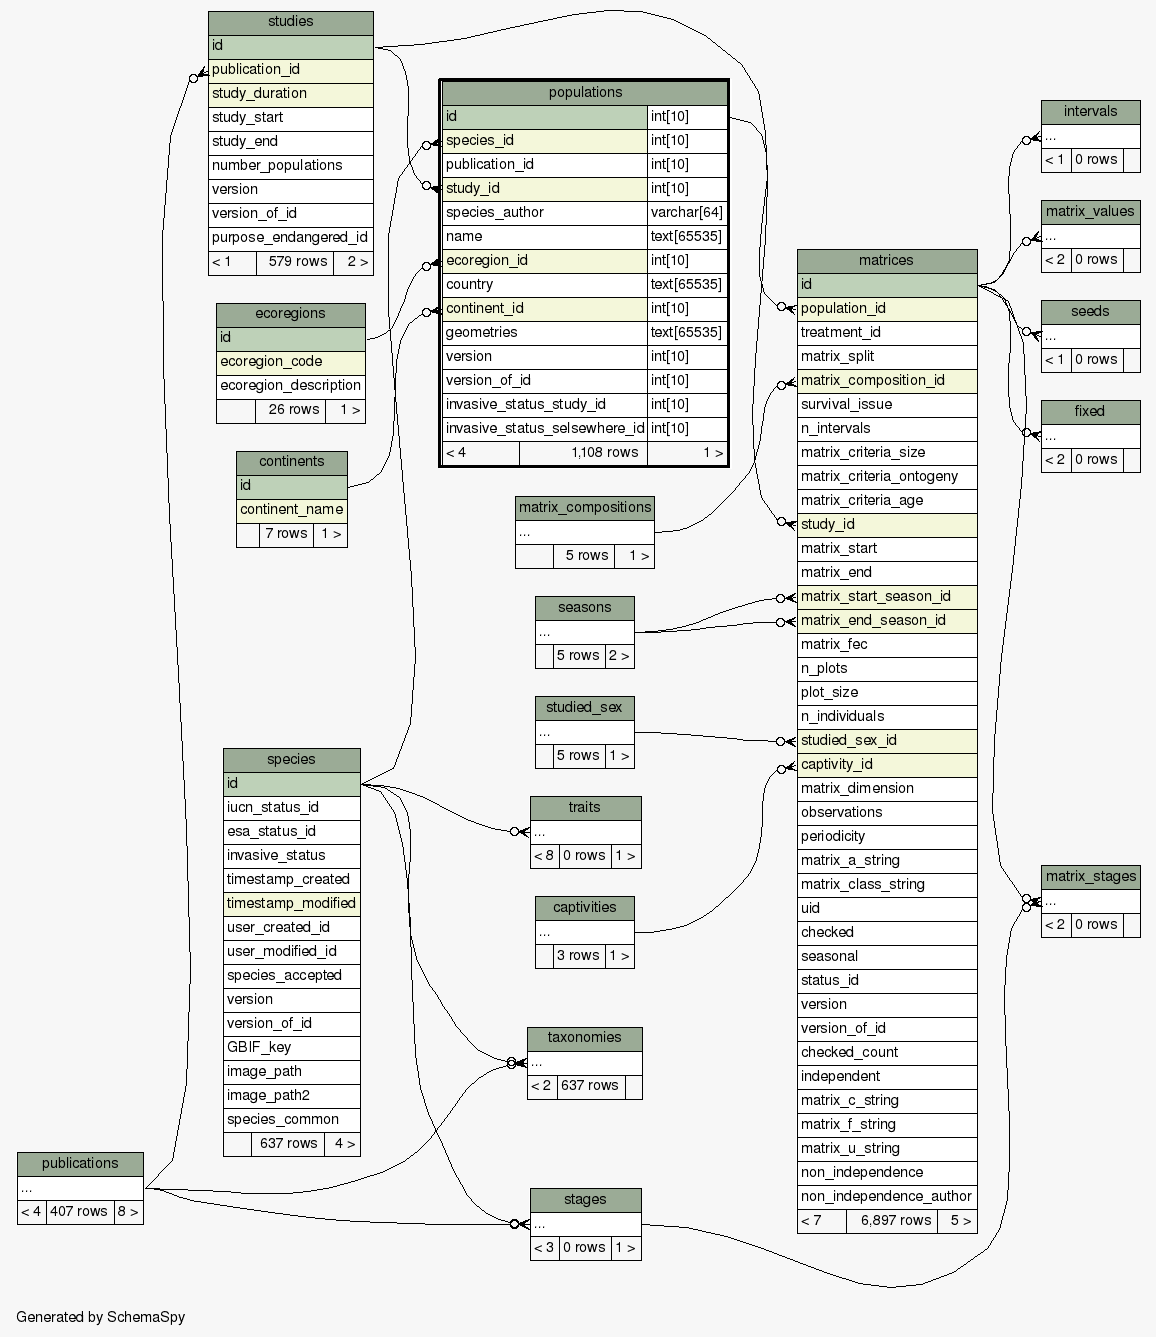 studies
id
publication_id
study_duration
study_start
study_end
number_populations
version
version_of_id
purpose_endangered_id
< 1 579 rows 2 >
populations
id int[10]
species_id int[10]
publication_id int[10]
study_id int[10]
species_author varchar[64]
name text[65535]
ecoregion_id int[10]
country text[65535]
continent_id int[10]
geometries text[65535]
version int[10]
version_of_id int[10]
invasive_status_study_id int[10]
invasive_status_selsewhere_id int[10]
< 4 1,108 rows 1 >
ecoregions
id
ecoregion_code
ecoregion_description
26 rows 1 >
continents
id
continent_name
7 rows 1 >
matrix_compositions
...
5 rows 1 >
seasons
...
5 rows 2 >
studied_sex
...
5 rows 1 >
species
id
iucn_status_id
esa_status_id
invasive_status
timestamp_created
timestamp_modified
user_created_id
user_modified_id
species_accepted
version
version_of_id
GBIF_key
image_path
image_path2
species_common
637 rows 4 >
traits
...
< 8 0 rows 1 >
captivities
...
3 rows 1 >
taxonomies
...
< 2 637 rows
publications
...
< 4 407 rows 8 >
stages
...
< 3 0 rows 1 >
matrices
id
population_id
treatment_id
matrix_split
matrix_composition_id
survival_issue
n_intervals
matrix_criteria_size
matrix_criteria_ontogeny
matrix_criteria_age
study_id
matrix_start
matrix_end
matrix_start_season_id
matrix_end_season_id
matrix_fec
n_plots
plot_size
n_individuals
studied_sex_id
captivity_id
matrix_dimension
observations
periodicity
matrix_a_string
matrix_class_string
uid
checked
seasonal
status_id
version
version_of_id
checked_count
independent
matrix_c_string
matrix_f_string
matrix_u_string
non_independence
non_independence_author
< 7 6,897 rows 5 >
intervals
...
< 1 0 rows
matrix_values
...
< 2 0 rows
seeds
...
< 1 0 rows
fixed
...
< 2 0 rows
matrix_stages
...
< 2 0 rows
Generated by SchemaSpy